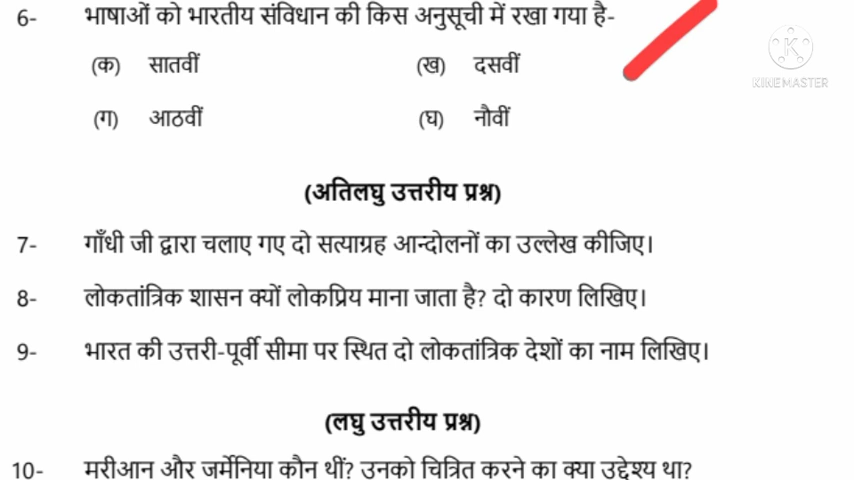 6- भाषाओं को भारतीय संविधान की किस अनुसूची में रखा गया है-
(क) सातवीं (ख) दसवीं
(ग) आठवीं (घ) नौवीं
(अतिलघु उत्तरीय प्रश्न)
7- गाँधी जी द्वारा चलाए गए दो सत्याग्रह आन्दोलनों का उल्लेख कीजिए।
8- लोकतांत्रिक शासन क्यों लोकप्रिय माना जाता है? दो कारण लिखिए।
9- भारत की उत्तरी-पूर्वी सीमा पर स्थित दो लोकतांत्रिक देशों का नाम लिखिए।
(लघु उत्तरीय प्रश्न)
10- मरीआन और जर्मेनिया कौन थीं? उनको चित्रित करने का क्या उद्देश्य था?
K
KINEMASTER